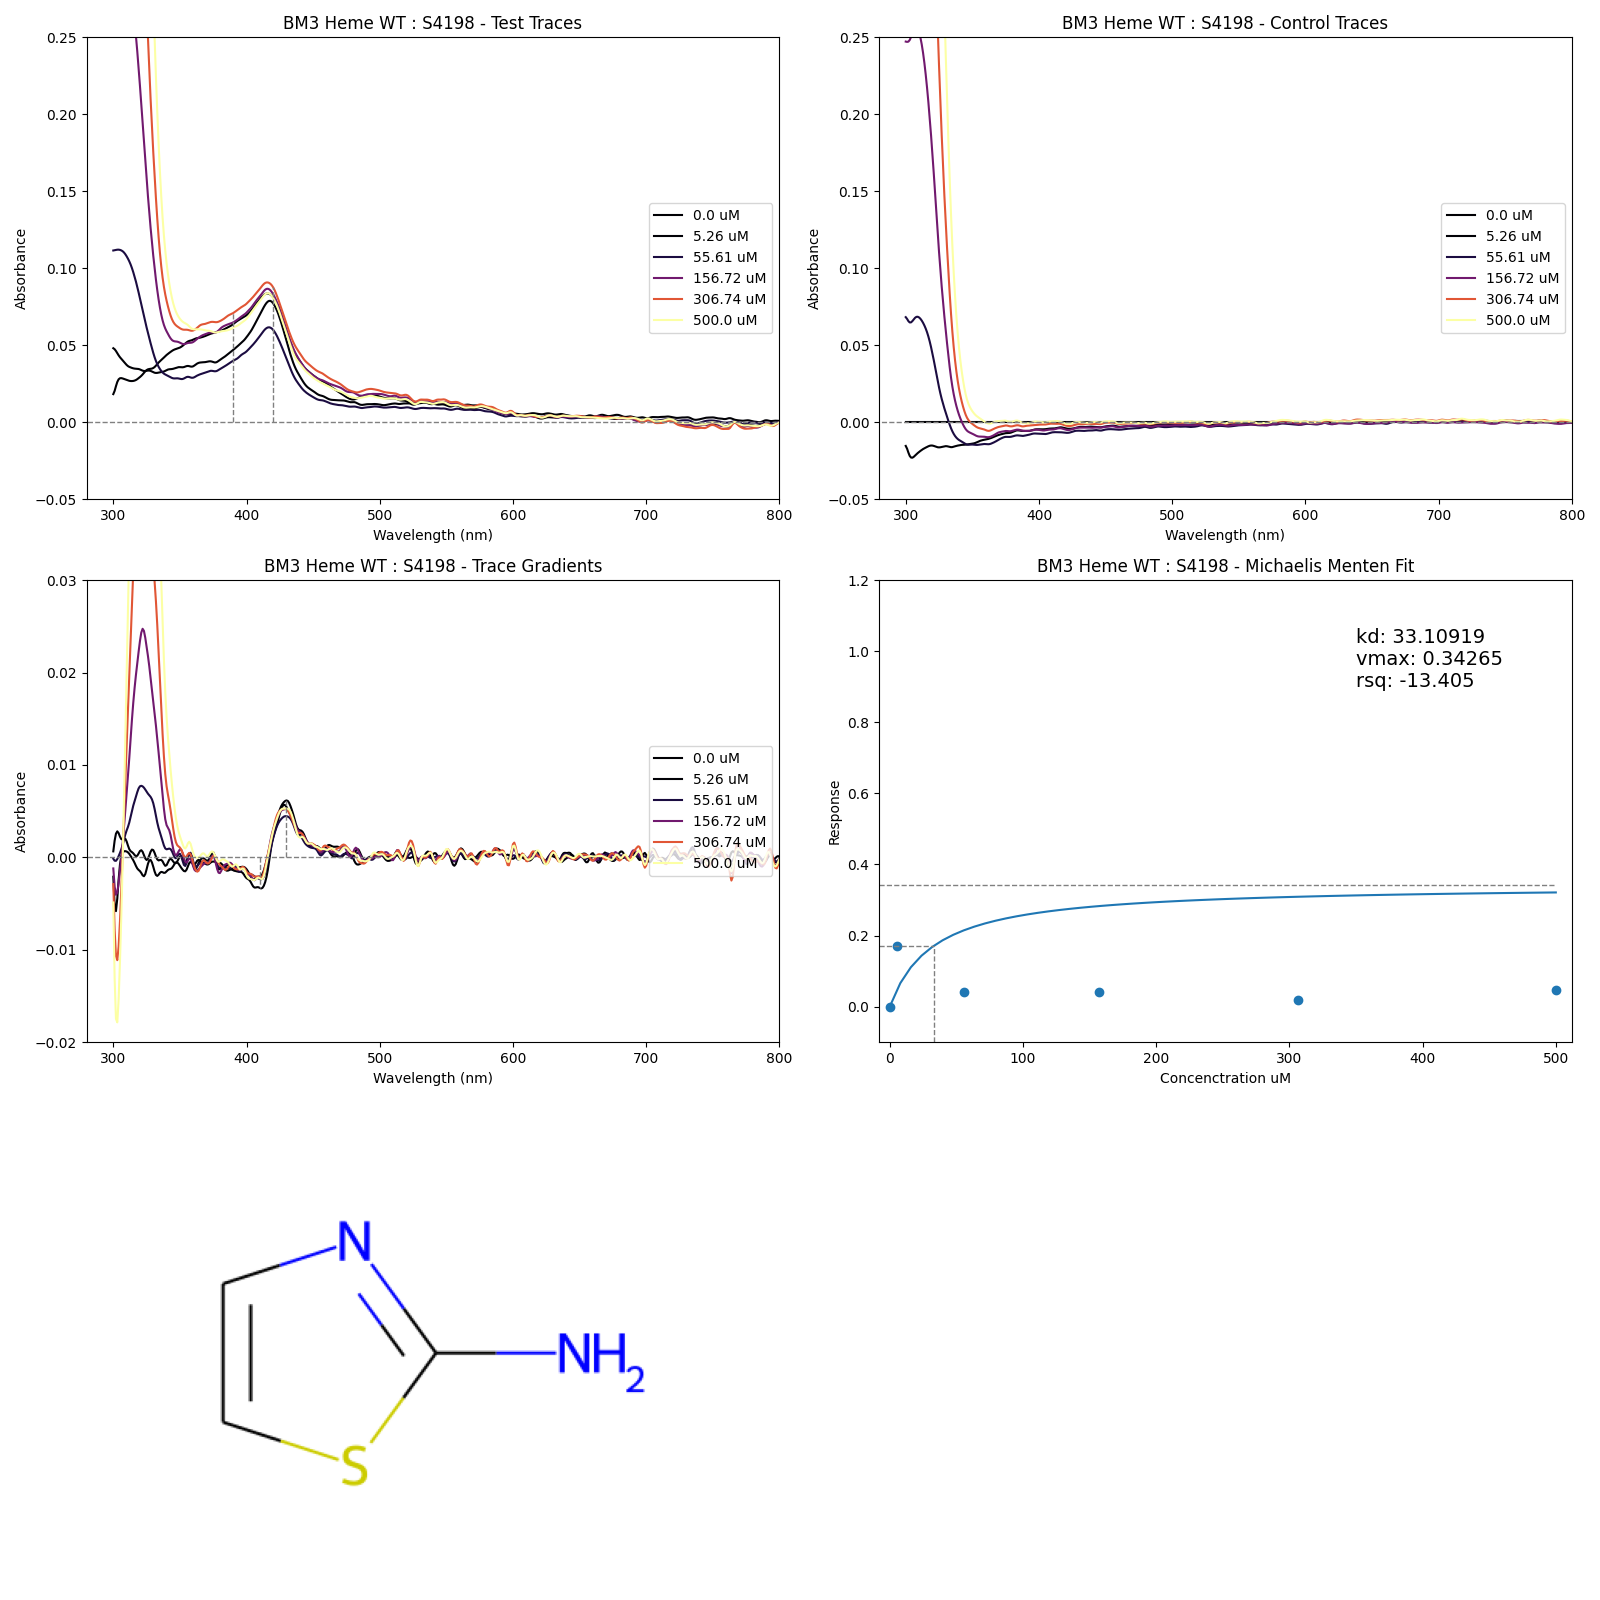 BM3 Heme WT : S4198 - Test Traces
0.25
0.20
0.15
0.10
0.05
0.00
−0.05
Absorbance
0.0 uM
5.26 uM
55.61 uM
156.72 uM
306.74 uM
500.0 uM
300 400 500 600 700 800
Wavelength (nm)
BM3 Heme WT : S4198 - Control Traces
0.25
0.20
0.15
0.10
0.05
0.00
−0.05
Absorbance
0.0 uM
5.26 uM
55.61 uM
156.72 uM
306.74 uM
500.0 uM
300 400 500 600 700 800
Wavelength (nm)
BM3 Heme WT : S4198 - Trace Gradients
0.03
0.02
0.01
0.00
−0.01
−0.02
Absorbance
0.0 uM
5.26 uM
55.61 uM
156.72 uM
306.74 uM
500.0 uM
300 400 500 600 700 800
Wavelength (nm)
BM3 Heme WT : S4198 - Michaelis Menten Fit
1.2
1.0
0.8
0.6
0.4
0.2
0.0
Response
kd: 33.10919
vmax: 0.34265
rsq: -13.405
0 100 200 300 400 500
Concenctration uM
N
NH2
S